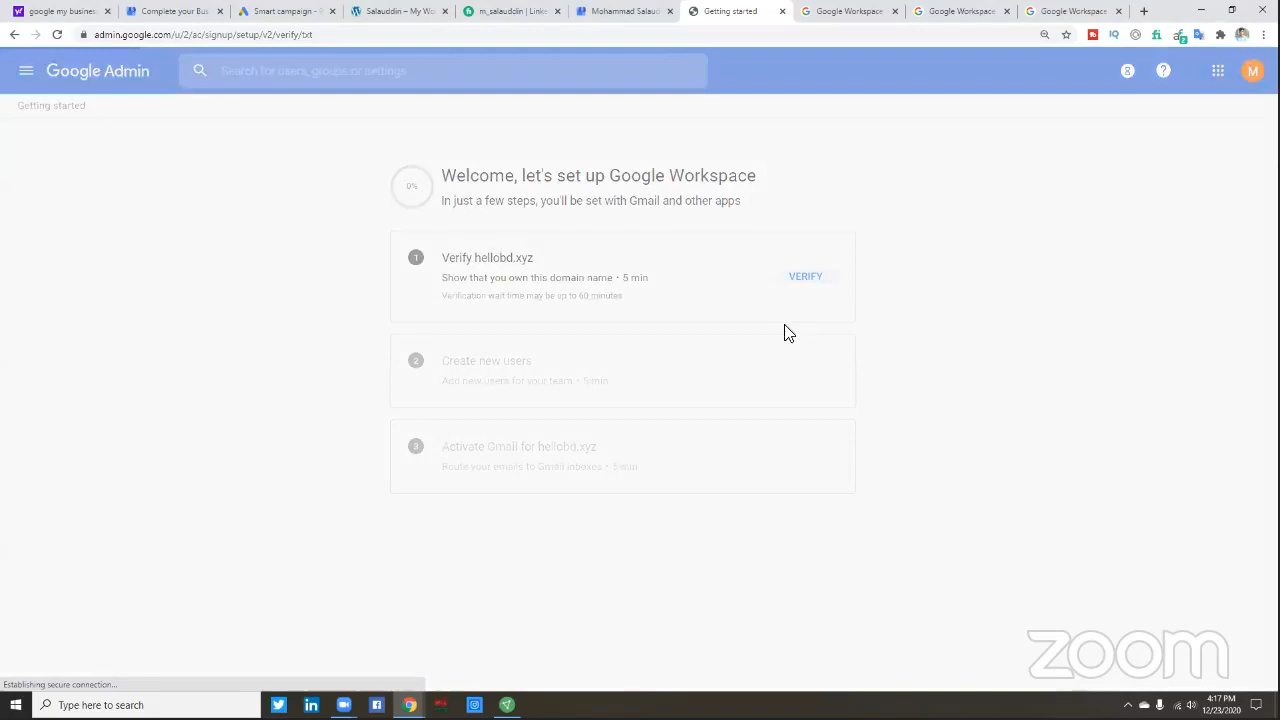 google my business
Complete your Bus
Smart campaign - S
Salauddin – My Wo
m_salauddin | Linke
Mohammad Salau
Getting started
Google Workspace
Google Workspace
Google Workspace
admin.google.com/u/2/ac/signup/setup/v2/verify/txt
Google Admin
Search for users, groups or settings
M
Getting started
0%
Welcome, let's set up Google Workspace
In just a few steps, you'll be set with Gmail and other apps
1
Verify hellobd.xyz
Show that you own this domain name • 5 min
Verification wait time may be up to 60 minutes
VERIFY
2
Create new users
Add new users for your team • 5 min
3
Activate Gmail for hellobd.xyz
Route your emails to Gmail inboxes • 5 min
zoom
Establishing secure connection...
Type here to search
4:17 PM
12/23/2020